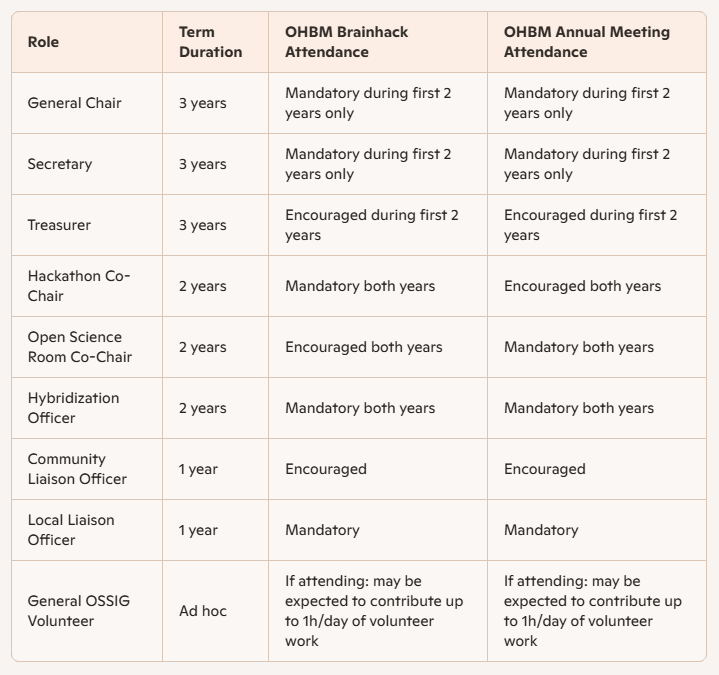 Role
Term
Duration
OHBM Brainhack
Attendance
OHBM Annual Meeting
Attendance
General Chair
3 years
Mandatory during first 2
years only
Mandatory during first 2
years only
Secretary
3 years
Mandatory during first 2
years only
Mandatory during first 2
years only
Treasurer
3 years
Encouraged during first 2
years
Encouraged during first 2
years
Hackathon Co-
Chair
2 years
Mandatory both years
Encouraged both years
Open Science
Room Co-Chair
2 years
Encouraged both years
Mandatory both years
Hybridization
Officer
2 years
Mandatory both years
Mandatory both years
Community
Liaison Officer
1 year
Encouraged
Encouraged
Local Liaison
Officer
1 year
Mandatory
Mandatory
General OSSIG
Volunteer
Ad hoc
If attending: may be
expected to contribute up
to 1h/day of volunteer
work
If attending: may be
expected to contribute up
to 1h/day of volunteer
work